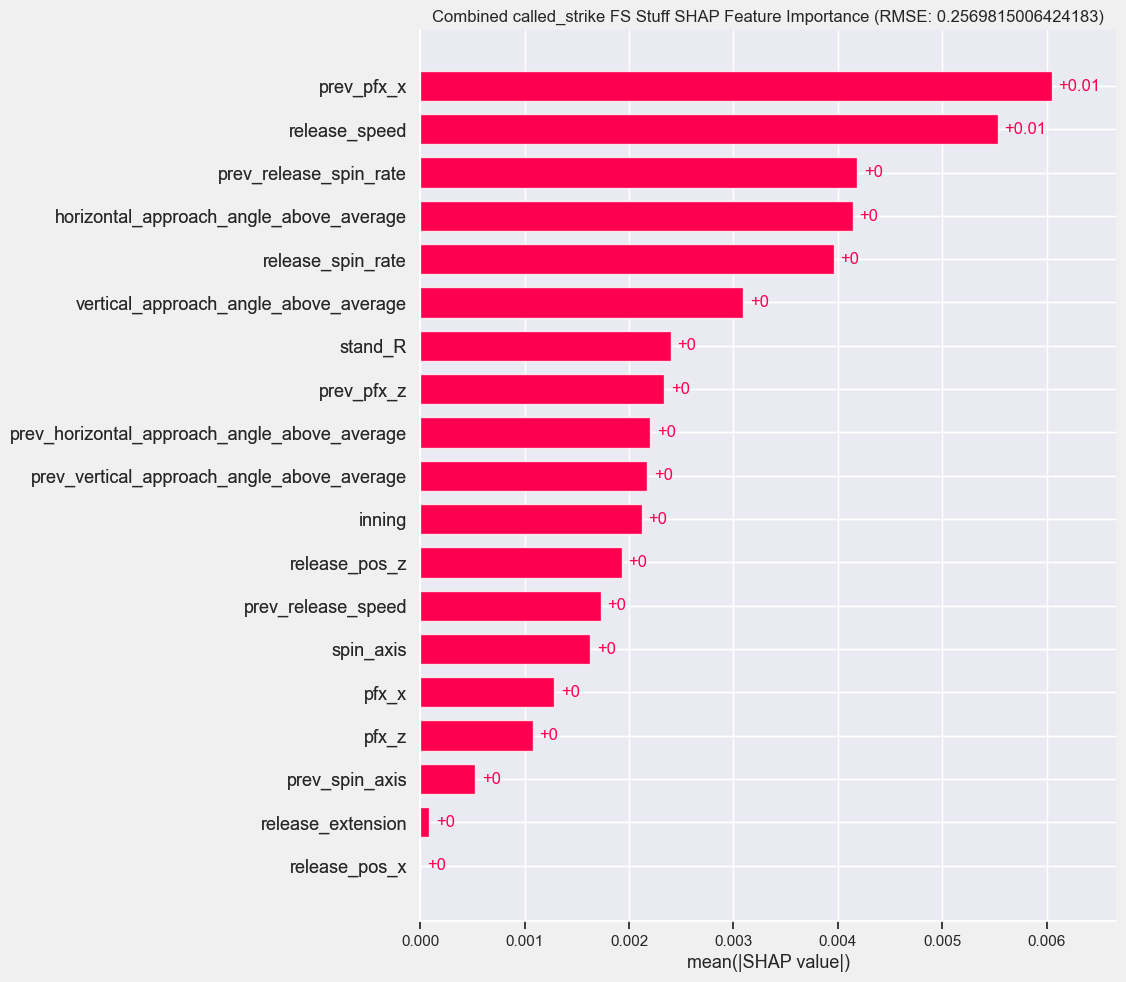 Combined called_strike FS Stuff SHAP Feature Importance (RMSE: 0.2569815006424183)
prev_pfx_x +0.01
release_speed +0.01
prev_release_spin_rate +0
horizontal_approach_angle_above_average +0
release_spin_rate +0
vertical_approach_angle_above_average +0
stand_R +0
prev_pfx_z +0
prev_horizontal_approach_angle_above_average +0
prev_vertical_approach_angle_above_average +0
inning +0
release_pos_z +0
prev_release_speed +0
spin_axis +0
pfx_x +0
pfx_z +0
prev_spin_axis +0
release_extension +0
release_pos_x +0
0.000 0.001 0.002 0.003 0.004 0.005 0.006
mean(|SHAP value|)